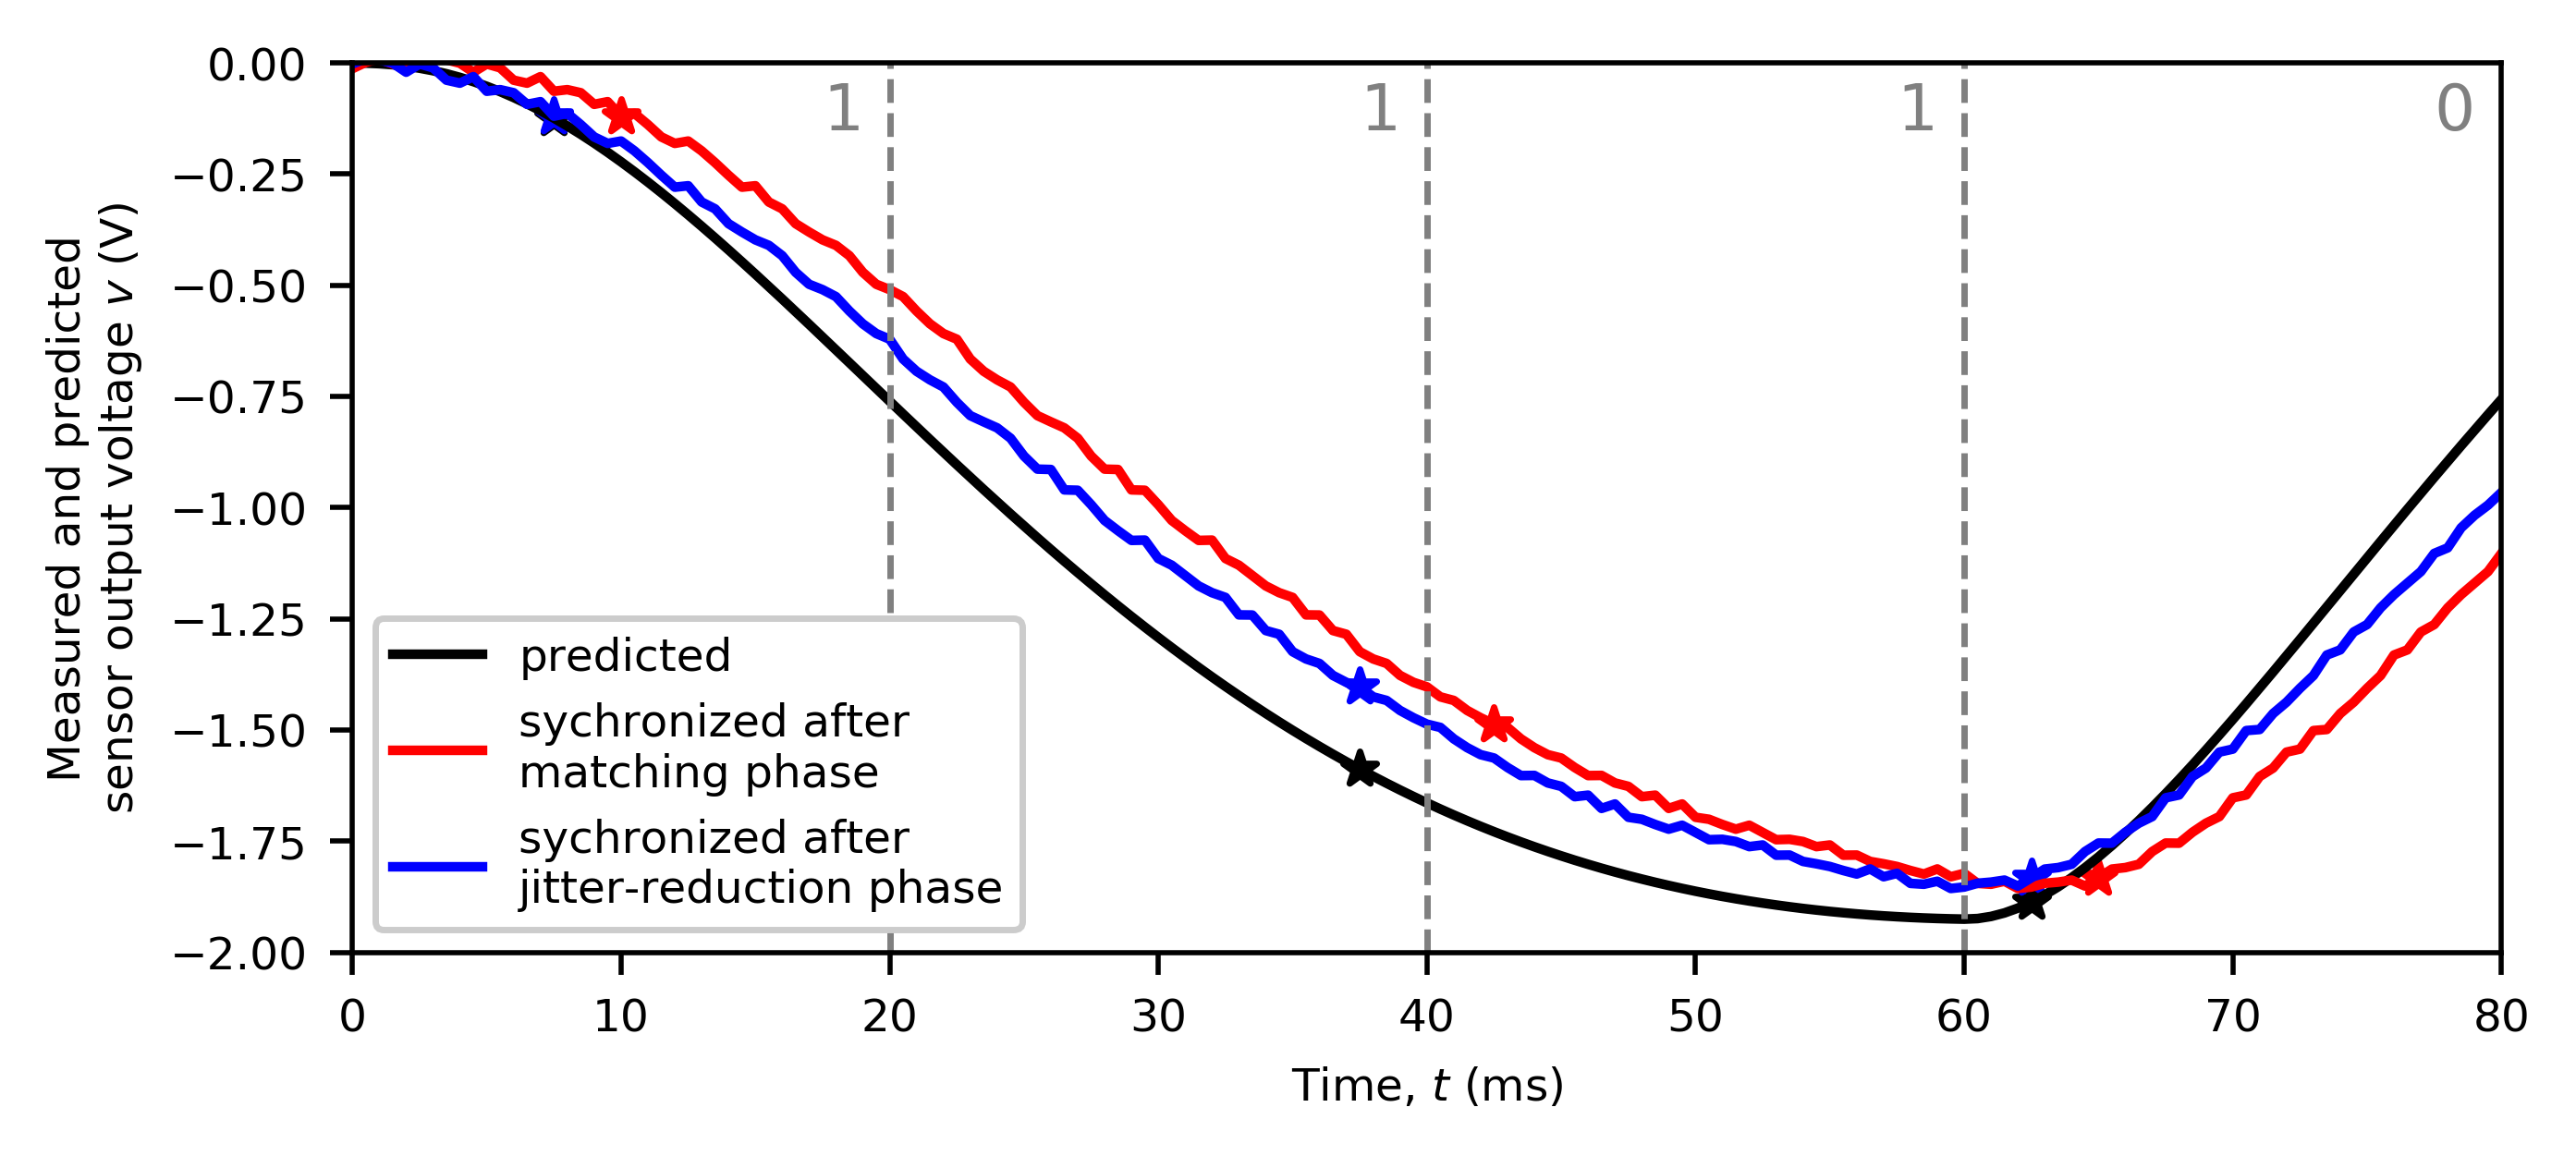 Measured and predicted
sensor output voltage v (V)
0.00
−0.25
−0.50
−0.75
−1.00
−1.25
−1.50
−1.75
−2.00
1
1
1
0
predicted
sychronized after
matching phase
sychronized after
jitter-reduction phase
0 10 20 30 40 50 60 70 80
Time, t (ms)